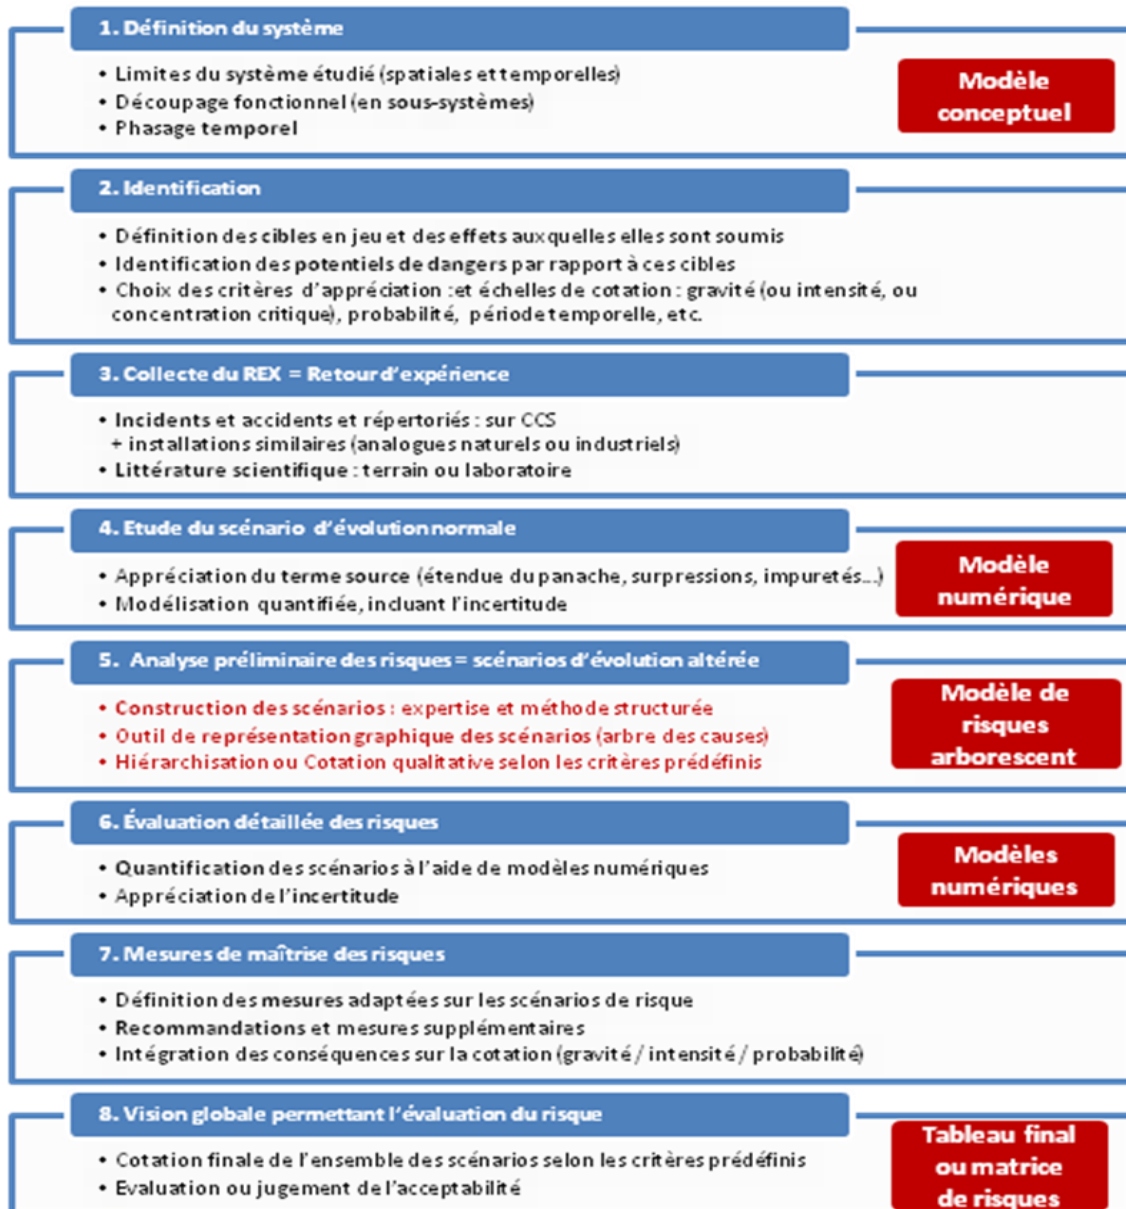 1. Définition du système
• Limites du système étudié (spatiales et temporelles)
• Découpage fonctionnel (en sous-systèmes)
• Phasage temporel
Modèle
conceptuel
2. Identification
• Définition des cibles en jeu et des effets auxquelles elles sont soumis
• Identification des potentiels de dangers par rapport à ces cibles
• Choix des critères d'appréciation :et échelles de cotation : gravité (ou intensité, ou
concentration critique), probabilité, période temporelle, etc.
3. Collecte du REX = Retour d'expérience
• Incidents et accidents et répertoriés : sur CCS
+ installations similaires (analogues naturels ou industriels)
• Littérature scientifique : terrain ou laboratoire
4. Etude du scénario d'évolution normale
• Appréciation du terme source (étendue du panache, surpressions, impuretés...)
• Modélisation quantifiée, incluant l'incertitude
Modèle
numérique
5. Analyse préliminaire des risques = scénarios d'évolution altérée
• Construction des scénarios : expertise et méthode structurée
• Outil de représentation graphique des scénarios (arbre des causes)
• Hiérarchisation ou Cotation qualitative selon les critères prédéfinis
Modèle de
risques
arborescent
6. Évaluation détaillée des risques
• Quantification des scénarios à l'aide de modèles numériques
• Appréciation de l'incertitude
Modèles
numériques
7. Mesures de maîtrise des risques
• Définition des mesures adaptées sur les scénarios de risque
• Recommandations et mesures supplémentaires
• Intégration des conséquences sur la cotation (gravité / intensité / probabilité)
8. Vision globale permettant l'évaluation du risque
• Cotation finale de l'ensemble des scénarios selon les critères prédéfinis
• Evaluation ou jugement de l'acceptabilité
Tableau final
ou matrice
de risques